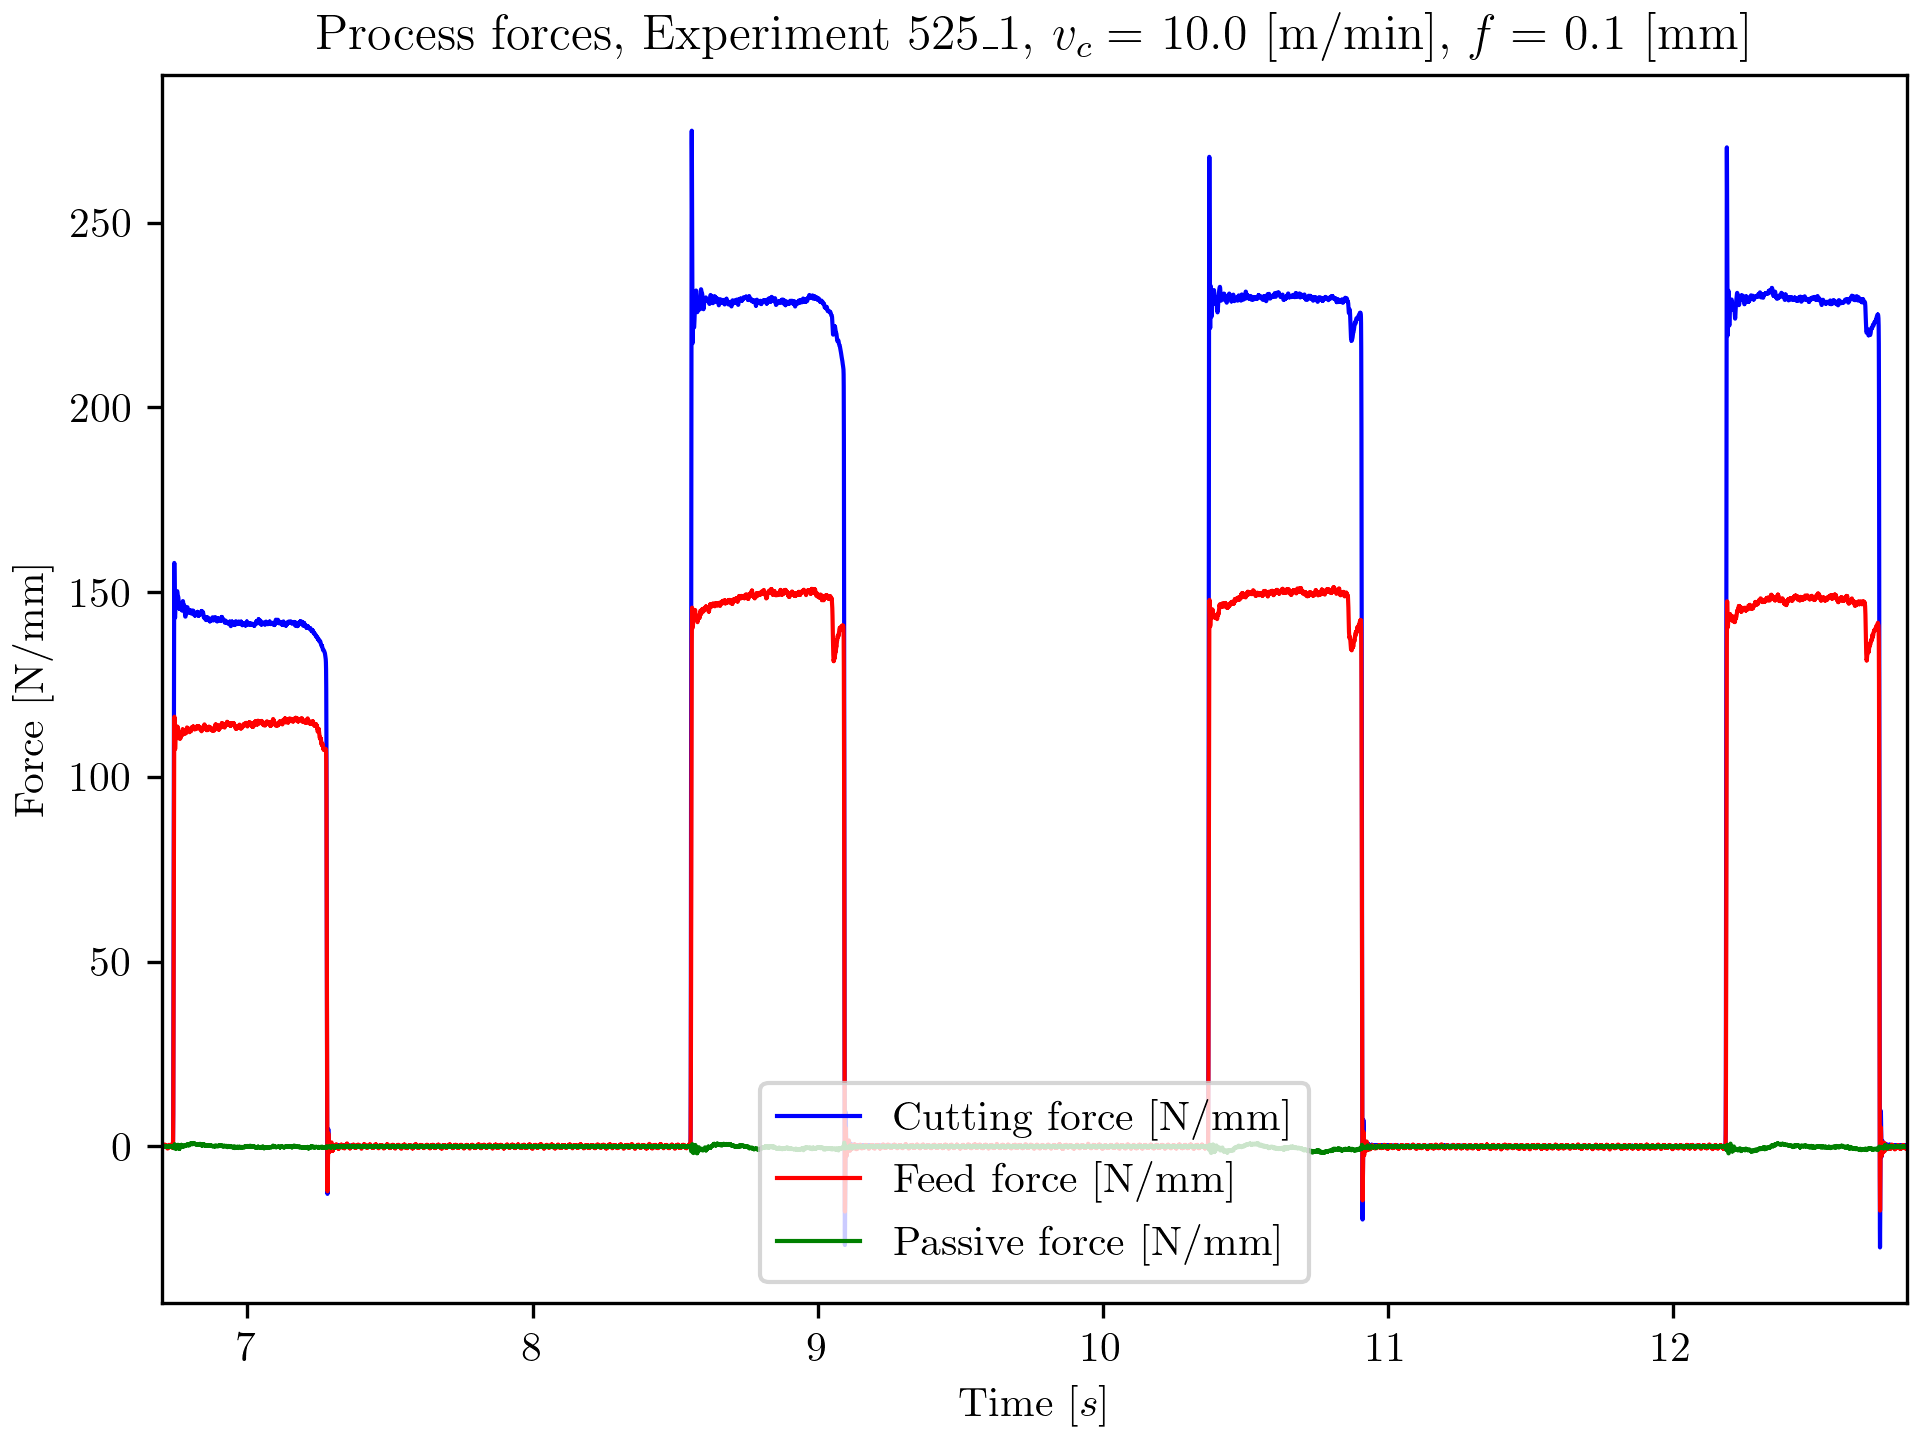 Process forces, Experiment 525_1, v_c = 10.0 [m/min], f = 0.1 [mm]
Force [N/mm]
250
200
150
100
50
0
Cutting force [N/mm]
Feed force [N/mm]
Passive force [N/mm]
7 8 9 10 11 12
Time [s]